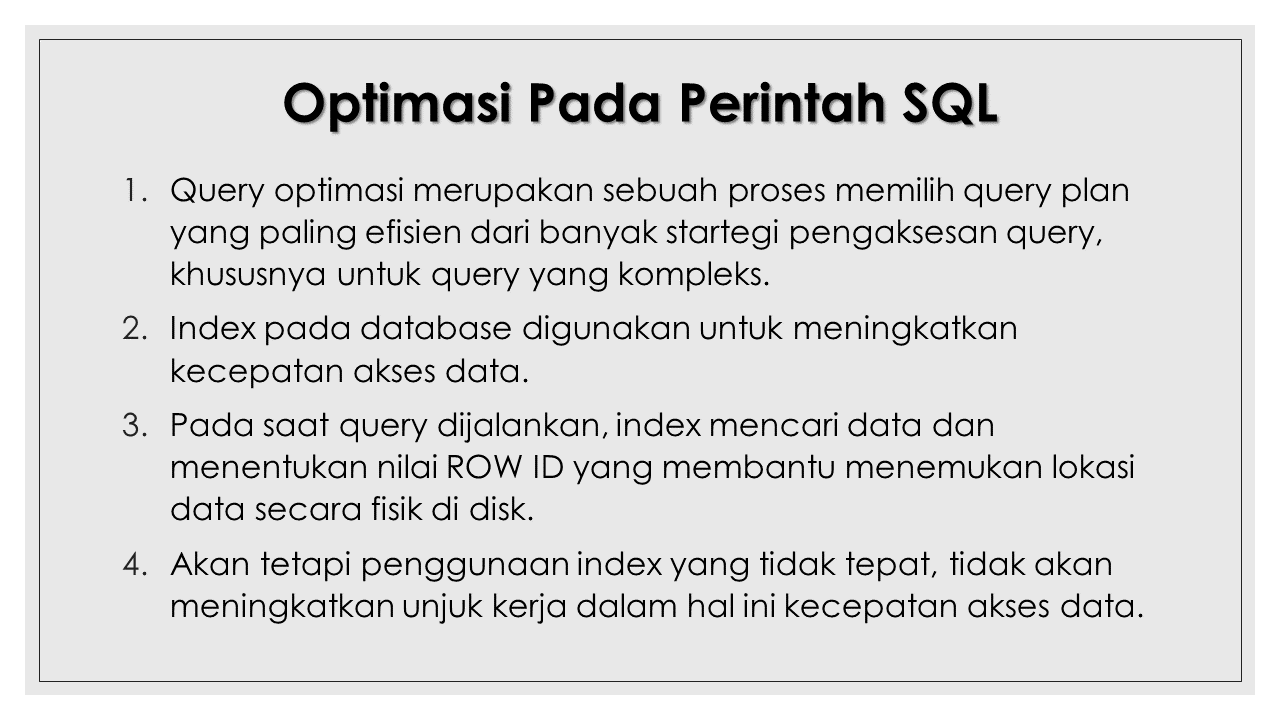 Optimasi Pada Perintah SQL
1. Query optimasi merupakan sebuah proses memilih query plan
yang paling efisien dari banyak startegi pengaksesan query,
khususnya untuk query yang kompleks.
2. Index pada database digunakan untuk meningkatkan
kecepatan akses data.
3. Pada saat query dijalankan, index mencari data dan
menentukan nilai ROW ID yang membantu menemukan lokasi
data secara fisik di disk.
4. Akan tetapi penggunaan index yang tidak tepat, tidak akan
meningkatkan unjuk kerja dalam hal ini kecepatan akses data.